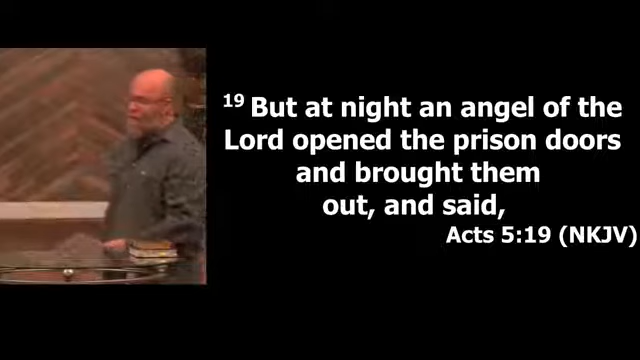 19 But at night an angel of the
Lord opened the prison doors
and brought them
out, and said,
Acts 5:19 (NKJV)